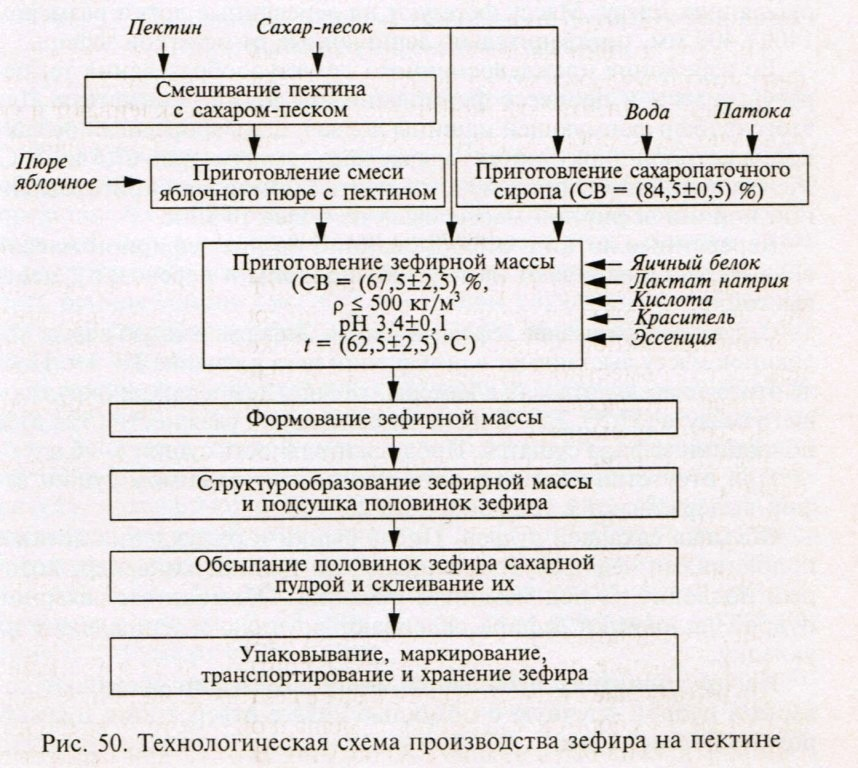 Пектин
Сахар-песок
Смешивание пектина
с сахаром-песком
Вода
Патока
Пюре
яблочное
Приготовление смеси
яблочного пюре с пектином
Приготовление сахаропаточного
сиропа (СВ = (84,5±0,5) %)
Приготовление зефирной массы
(СВ = (67,5±2,5) %,
ρ ≤ 500 кг/м³
рН 3,4±0,1
t = (62,5±2,5) °С)
Яичный белок
Лактат натрия
Кислота
Краситель
Эссенция
Формование зефирной массы
Структурообразование зефирной массы
и подсушка половинок зефира
Обсыпание половинок зефира сахарной
пудрой и склеивание их
Упаковывание, маркирование,
транспортирование и хранение зефира
Рис. 50. Технологическая схема производства зефира на пектине